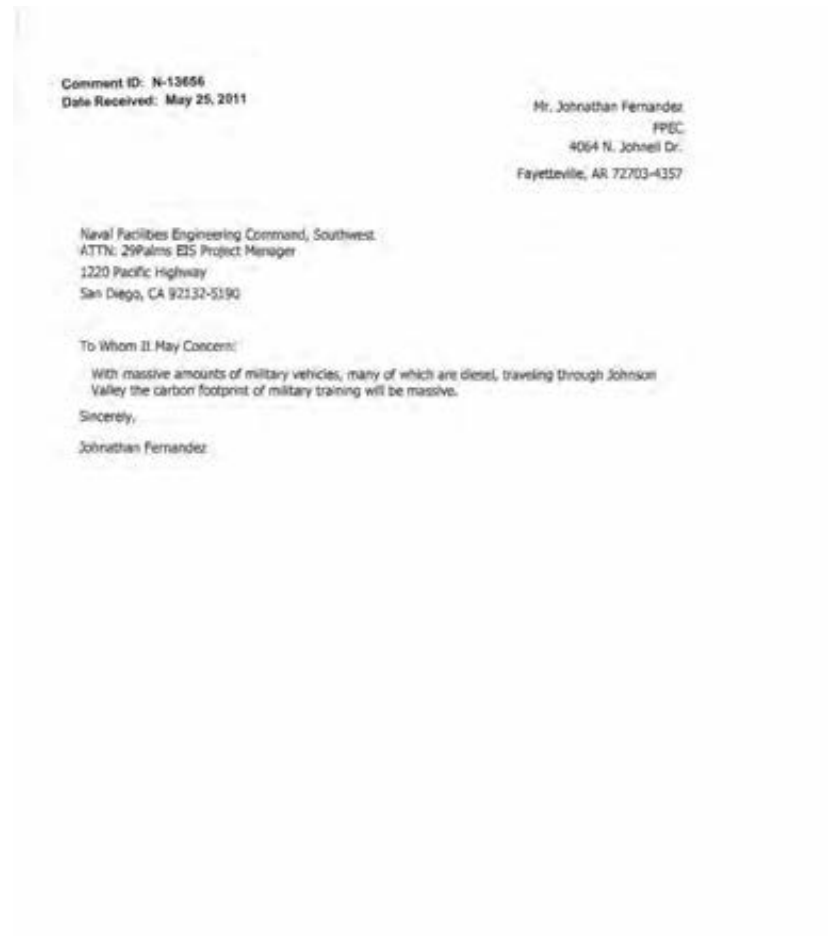 Comment ID: N-13656
Date Received: May 25, 2011
Mr. Johnathan Fernandez
FPEC
4064 N. Johnell Dr.
Fayetteville, AR 72703-4357
Naval Facilities Engineering Command, Southwest
ATTN: 29Palms EIS Project Manager
1220 Pacific Highway
San Diego, CA 92132-5190
To Whom It May Concern:
With massive amounts of military vehicles, many of which are diesel, traveling through Johnson
Valley the carbon footprint of military training will be massive.
Sincerely,
Johnathan Fernandez